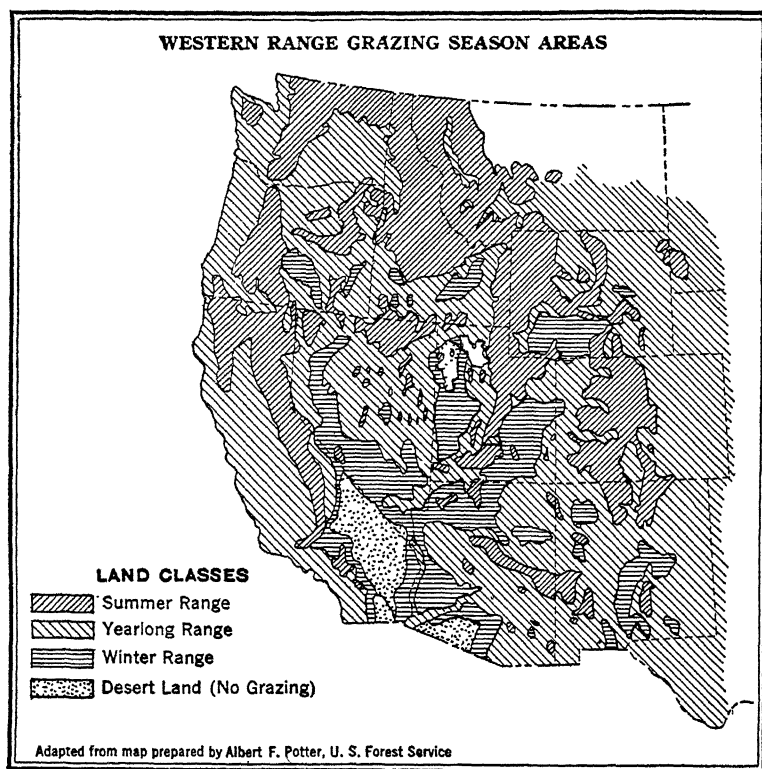 WESTERN RANGE GRAZING SEASON AREAS
LAND CLASSES
Summer Range
Yearlong Range
Winter Range
Desert Land (No Grazing)
Adapted from map prepared by Albert F. Potter, U. S. Forest Service